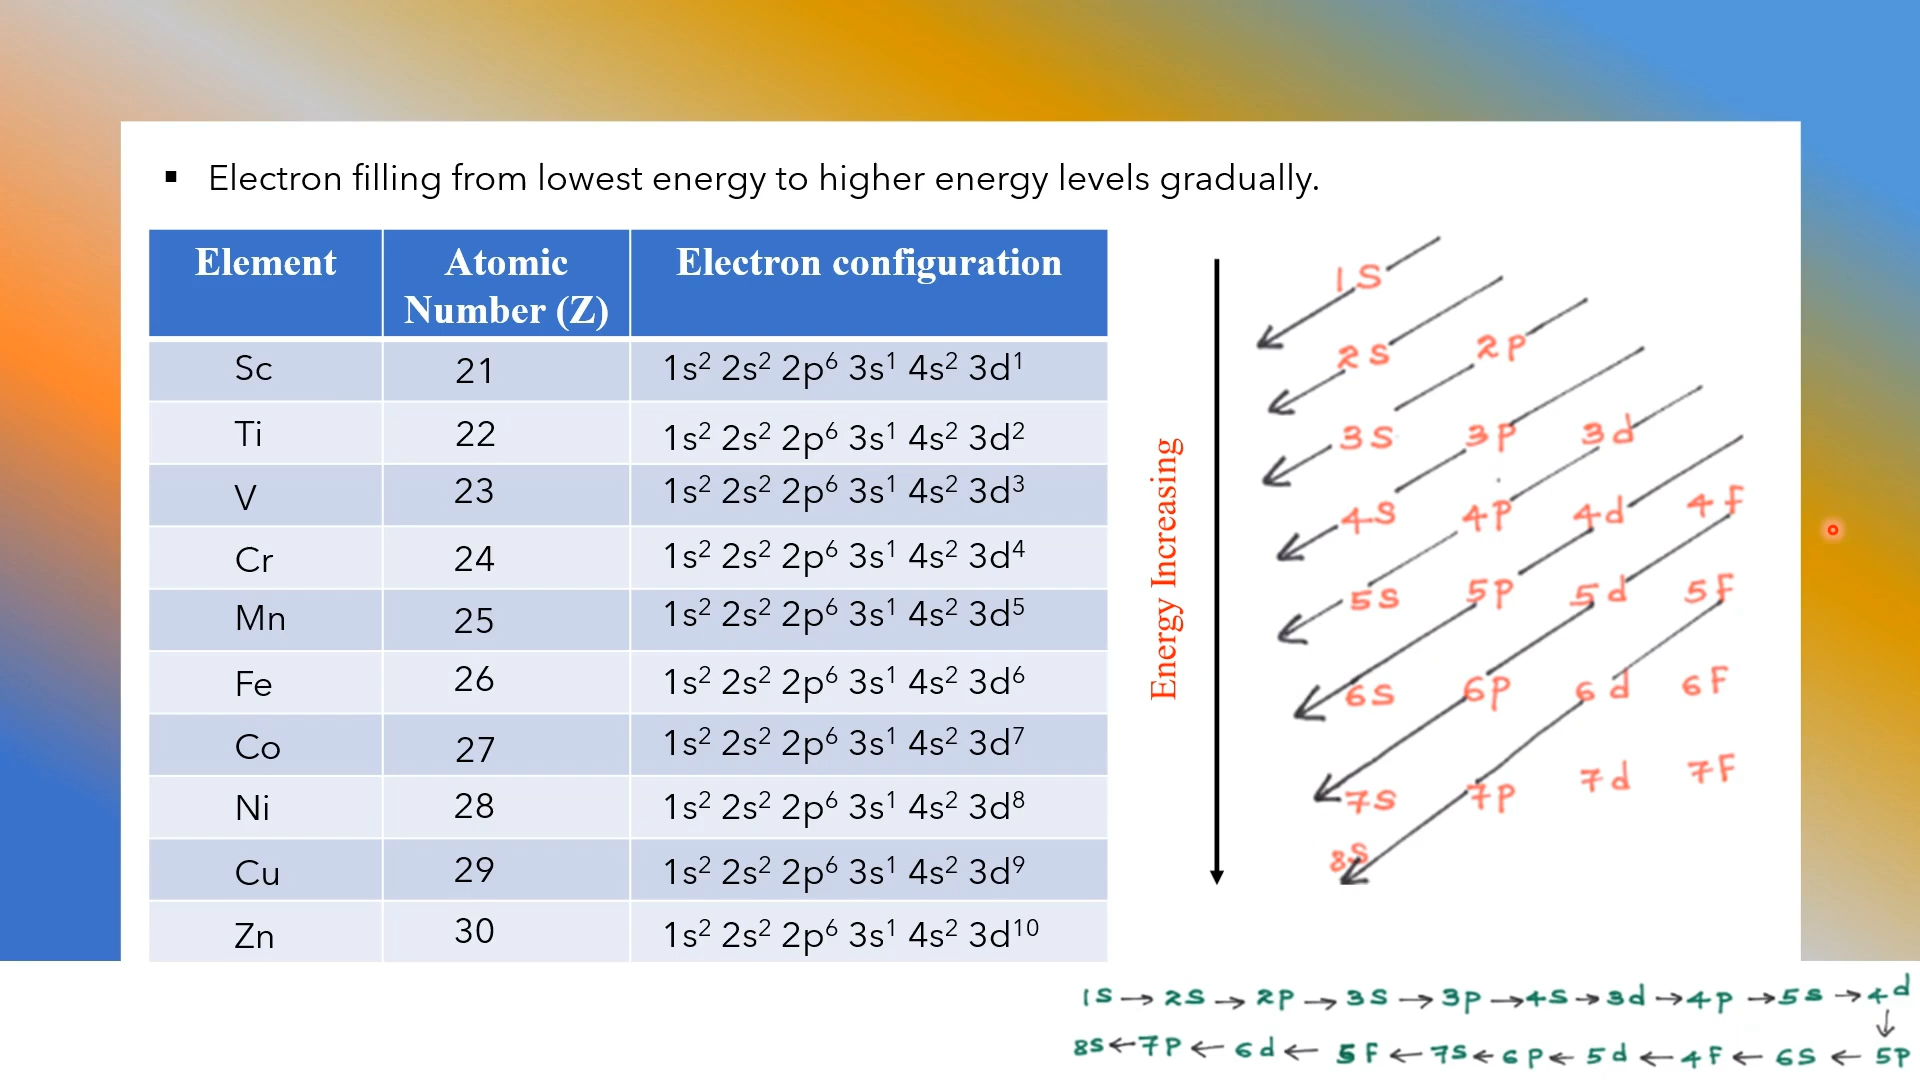 ▪ Electron filling from lowest energy to higher energy levels gradually.
Element Atomic Number (Z) Electron configuration
Sc 21 1s² 2s² 2p⁶ 3s¹ 4s² 3d¹
Ti 22 1s² 2s² 2p⁶ 3s¹ 4s² 3d²
V 23 1s² 2s² 2p⁶ 3s¹ 4s² 3d³
Cr 24 1s² 2s² 2p⁶ 3s¹ 4s² 3d⁴
Mn 25 1s² 2s² 2p⁶ 3s¹ 4s² 3d⁵
Fe 26 1s² 2s² 2p⁶ 3s¹ 4s² 3d⁶
Co 27 1s² 2s² 2p⁶ 3s¹ 4s² 3d⁷
Ni 28 1s² 2s² 2p⁶ 3s¹ 4s² 3d⁸
Cu 29 1s² 2s² 2p⁶ 3s¹ 4s² 3d⁹
Zn 30 1s² 2s² 2p⁶ 3s¹ 4s² 3d¹⁰
Energy Increasing
1S
2S 2P
3S 3P 3d
4S 4P 4d 4F
5S 5P 5d 5F
6S 6P 6d 6F
7S 7P 7d 7F
8S
1S → 2S → 2P → 3S → 3P → 4S → 3d → 4P → 5S → 4d
↓
8S ← 7P ← 6d ← 5F ← 7S ← 6P ← 5d ← 4F ← 6S ← 5P